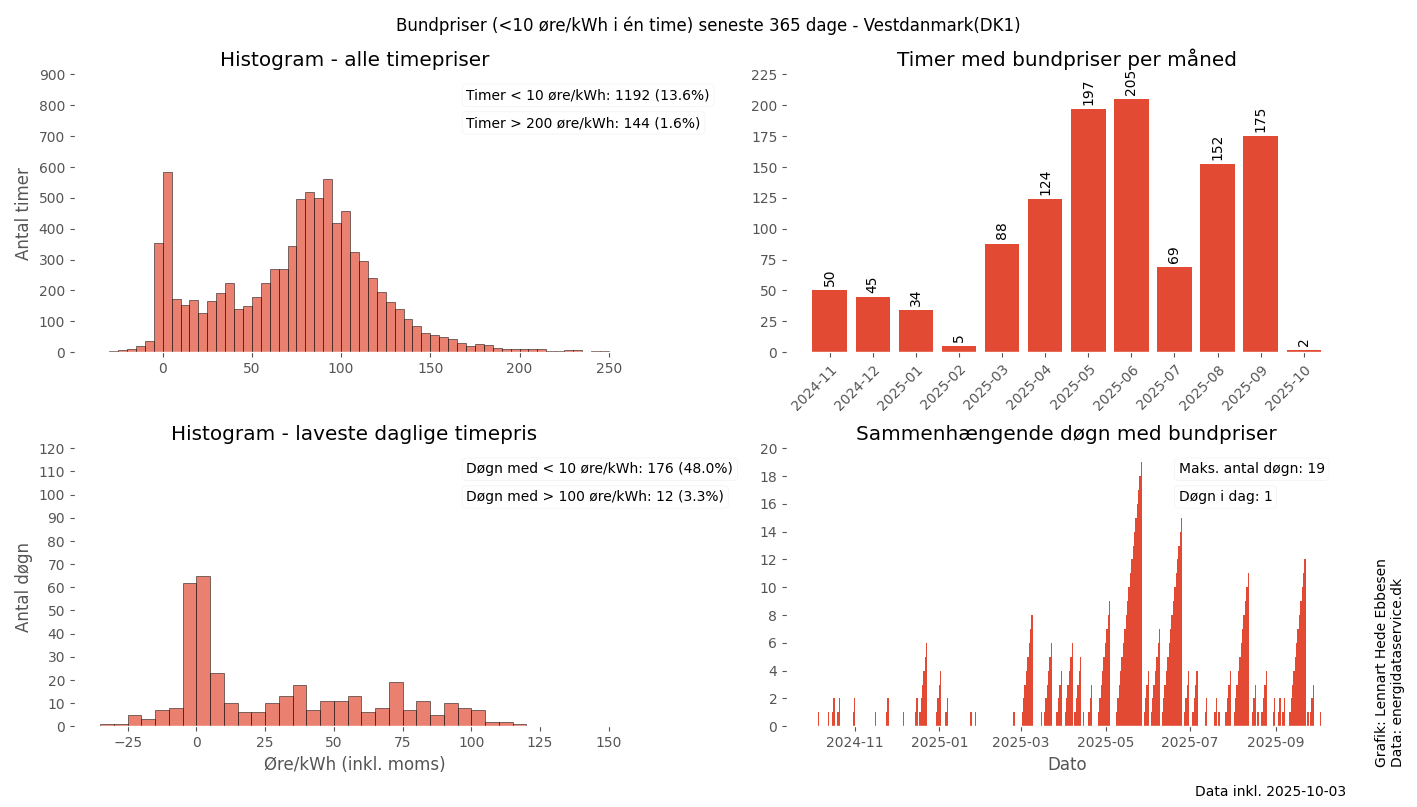 Bundpriser (<10 øre/kWh i én time) seneste 365 dage - Vestdanmark(DK1)
Histogram - alle timepriser
Antal timer
900
800
700
600
500
400
300
200
100
0
Timer < 10 øre/kWh: 1192 (13.6%)
Timer > 200 øre/kWh: 144 (1.6%)
0 50 100 150 200 250
Timer med bundpriser per måned
225
200
175
150
125
100
75
50
25
0
50 45 34 5 88 124 197 205 69 152 175 2
2024-11 2024-12 2025-01 2025-02 2025-03 2025-04 2025-05 2025-06 2025-07 2025-08 2025-09 2025-10
Histogram - laveste daglige timepris
Antal døgn
120
110
100
90
80
70
60
50
40
30
20
10
0
Døgn med < 10 øre/kWh: 176 (48.0%)
Døgn med > 100 øre/kWh: 12 (3.3%)
−25 0 25 50 75 100 125 150
Øre/kWh (inkl. moms)
Sammenhængende døgn med bundpriser
20
18
16
14
12
10
8
6
4
2
0
Maks. antal døgn: 19
Døgn i dag: 1
2024-11 2025-01 2025-03 2025-05 2025-07 2025-09
Dato
Grafik: Lennart Hede Ebbesen
Data: energidataservice.dk
Data inkl. 2025-10-03